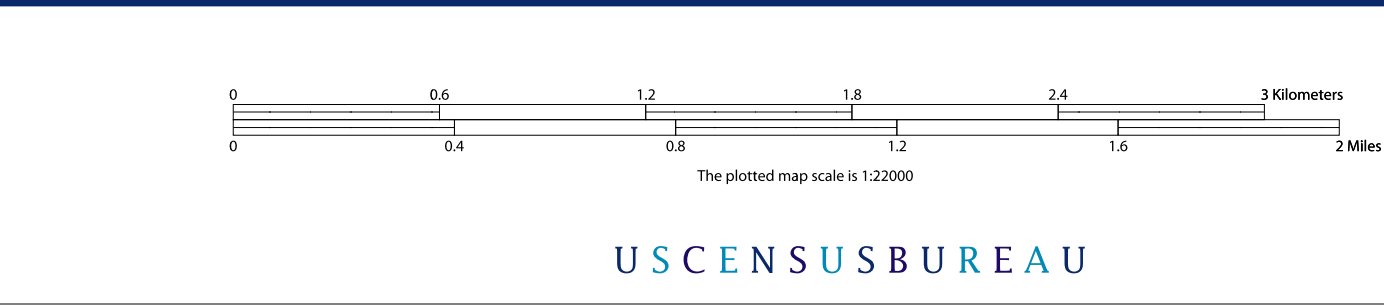 0 0.6 1.2 1.8 2.4 3 Kilometers
0 0.4 0.8 1.2 1.6 2 Miles
The plotted map scale is 1:22000
USCENSUSBUREAU